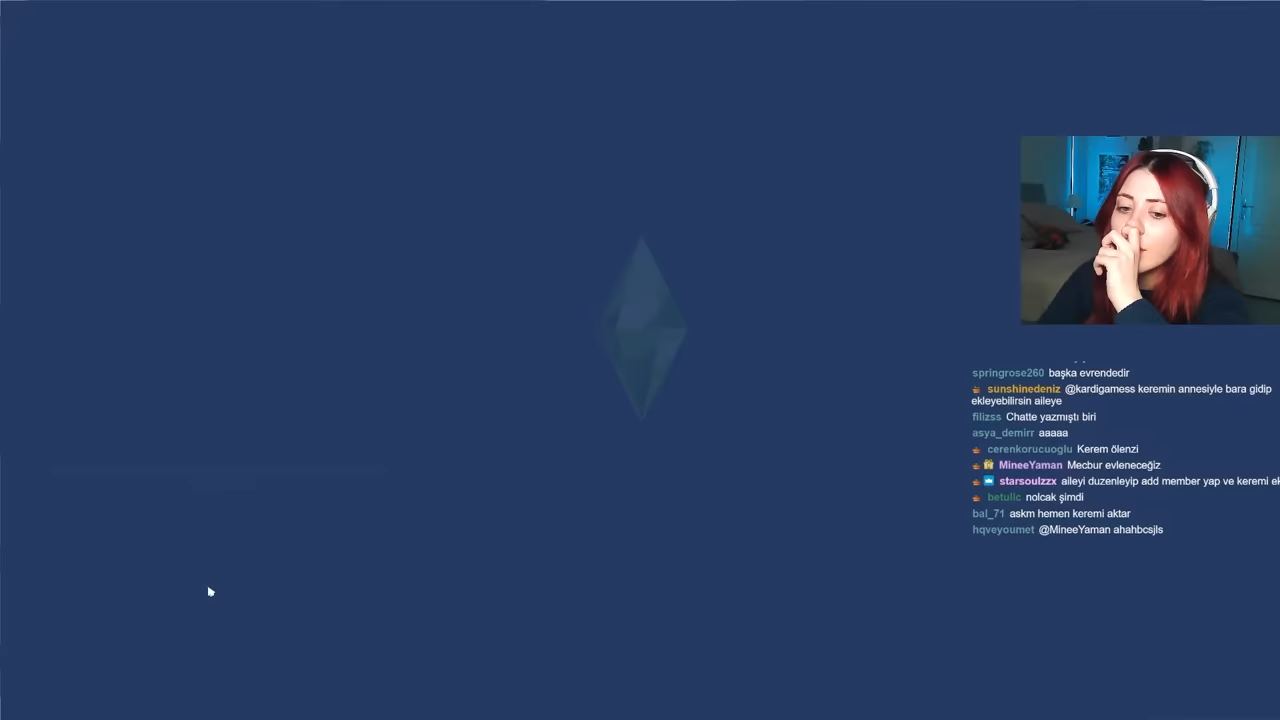 springrose260 başka evrendedir
sunshinedeniz @kardigamess keremin annesiyle bara gidip
ekleyebilirsin aileye
filizss Chatte yazmıştı biri
asya_demirr aaaaa
cerenkorucuoglu Kerem ölenzi
MineeYaman Mecbur evleneceğiz
starsoulzzx aileyi duzenleyip add member yap ve keremi ek
betulic nolcak şimdi
bal_71 askm hemen keremi aktar
hqveyoumet @MineeYaman ahahbcsjls